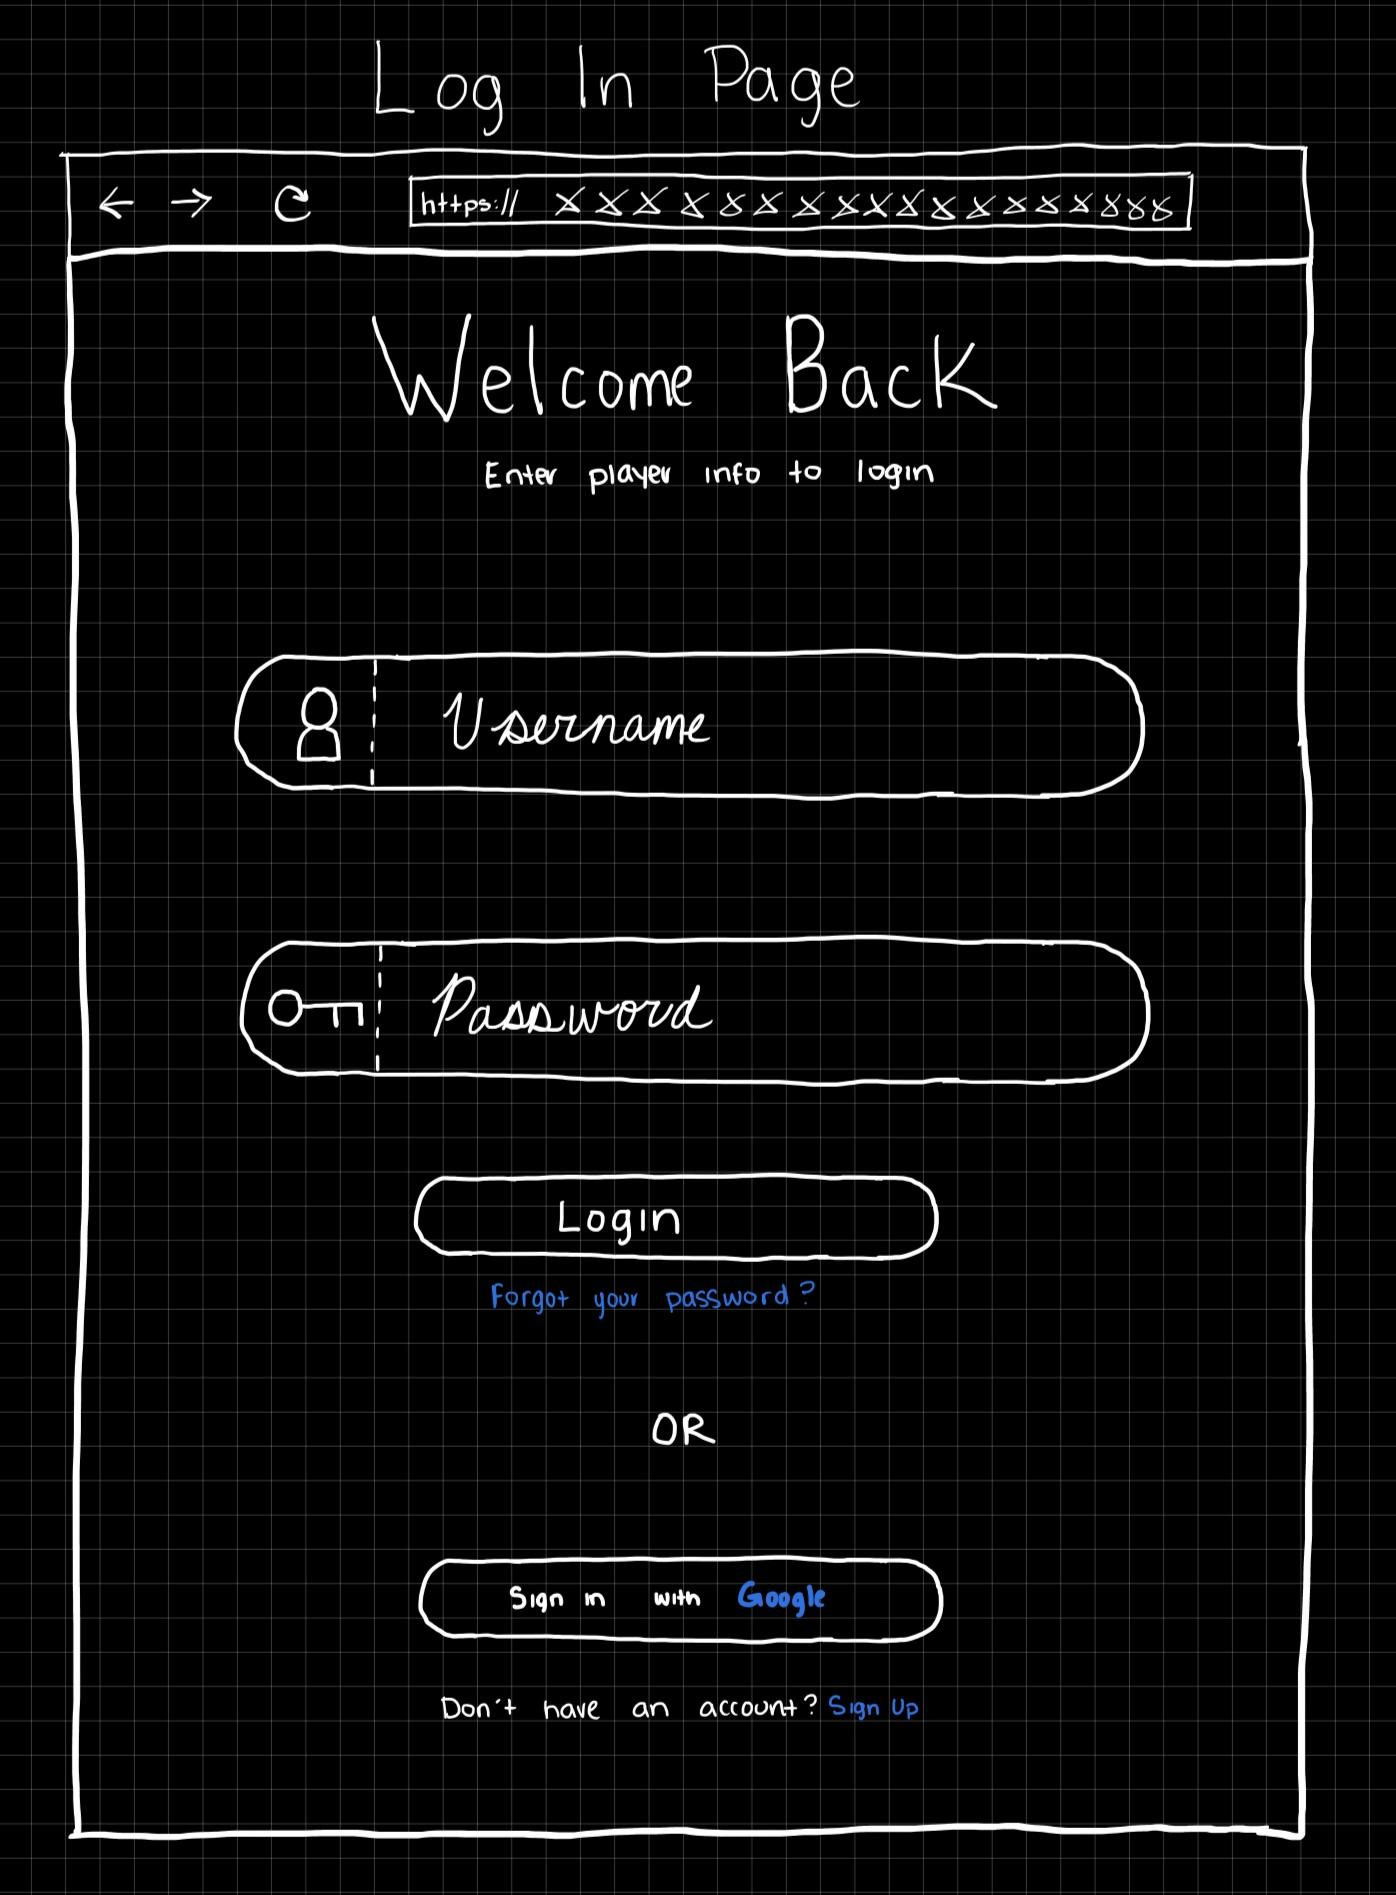 Log In Page
https:// xxxxxxxxxxxxxxxxxx
Welcome Back
Enter player info to login
Username
Password
Login
Forgot your password?
OR
Sign in with Google
Don't have an account? Sign Up